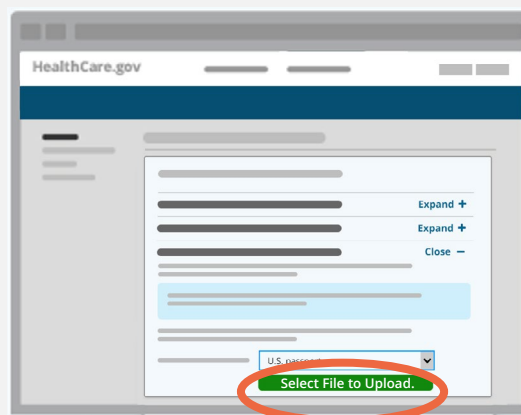 HealthCare.gov
Expand +
Expand +
Close −
U.S. passport
Select File to Upload.